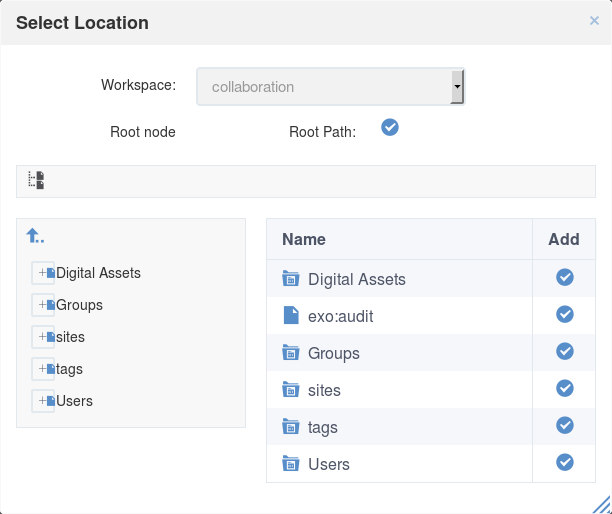 Select Location
×
Workspace: collaboration
Root node Root Path:
Digital Assets
Groups
sites
tags
Users
Name Add
Digital Assets
exo:audit
Groups
sites
tags
Users